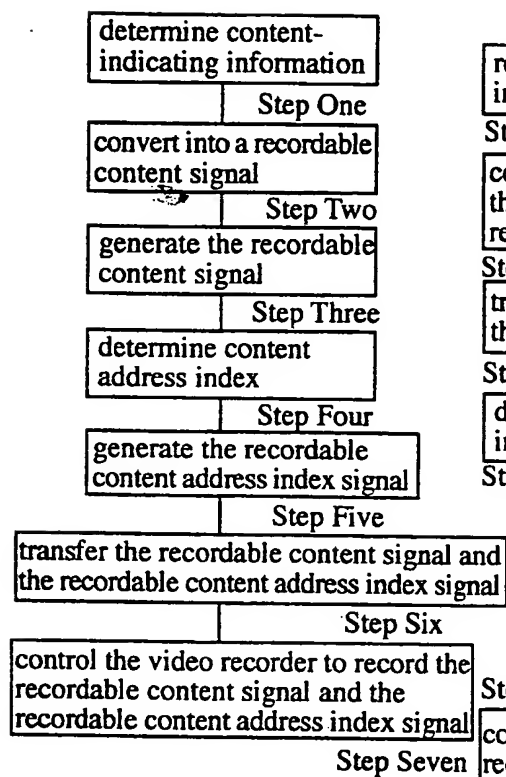 determine content-
indicating information
Step One
convert into a recordable
content signal
Step Two
generate the recordable
content signal
Step Three
determine content
address index
Step Four
generate the recordable
content address index signal
Step Five
transfer the recordable content signal and
the recordable content address index signal
Step Six
control the video recorder to record the
recordable content signal and the
recordable content address index signal
Step Seven